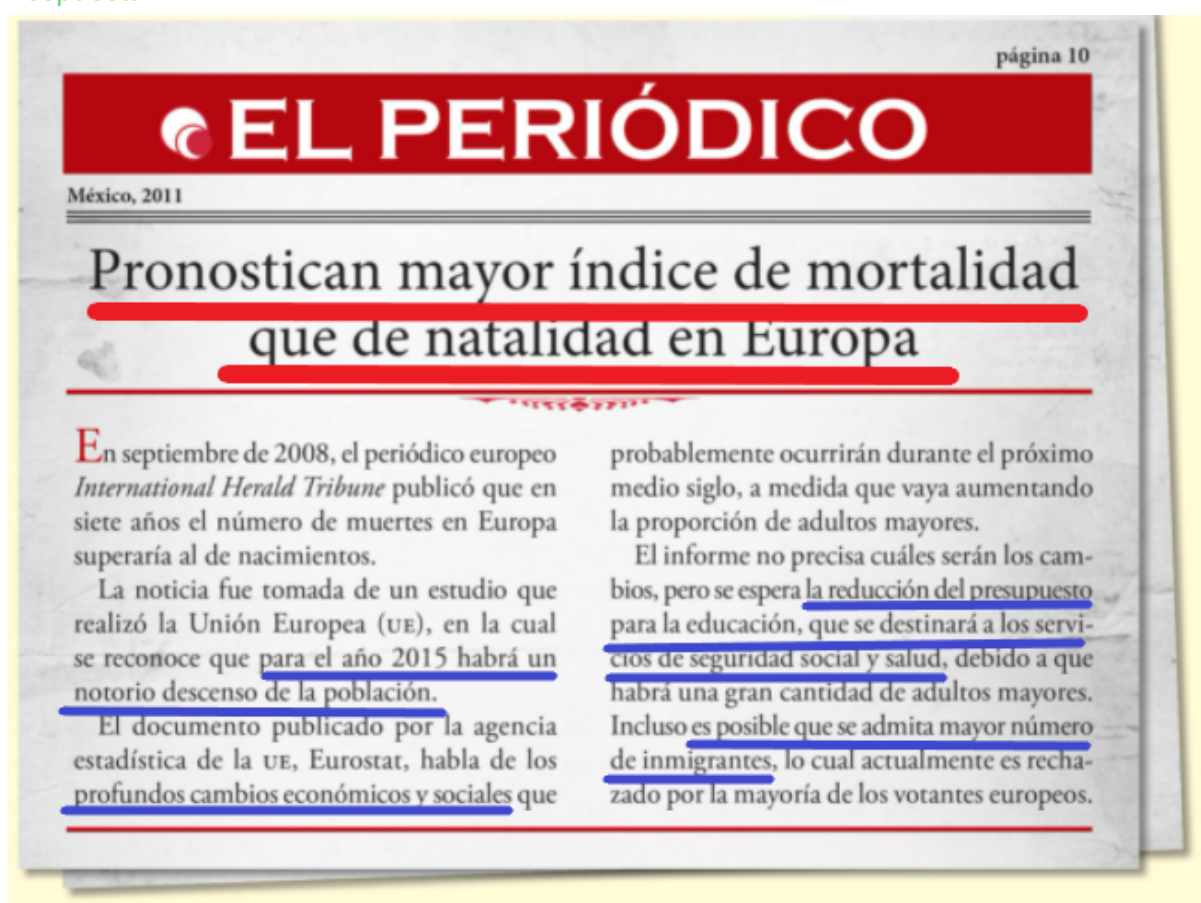 página 10
EL PERIÓDICO
México, 2011
Pronostican mayor índice de mortalidad
que de natalidad en Europa
En septiembre de 2008, el periódico europeo
International Herald Tribune publicó que en
siete años el número de muertes en Europa
superaría al de nacimientos.
La noticia fue tomada de un estudio que
realizó la Unión Europea (UE), en la cual
se reconoce que para el año 2015 habrá un
notorio descenso de la población.
El documento publicado por la agencia
estadística de la UE, Eurostat, habla de los
profundos cambios económicos y sociales que
probablemente ocurrirán durante el próximo
medio siglo, a medida que vaya aumentando
la proporción de adultos mayores.
El informe no precisa cuáles serán los cam-
bios, pero se espera la reducción del presupuesto
para la educación, que se destinará a los servi-
cios de seguridad social y salud, debido a que
habrá una gran cantidad de adultos mayores.
Incluso es posible que se admita mayor número
de inmigrantes, lo cual actualmente es recha-
zado por la mayoría de los votantes europeos.